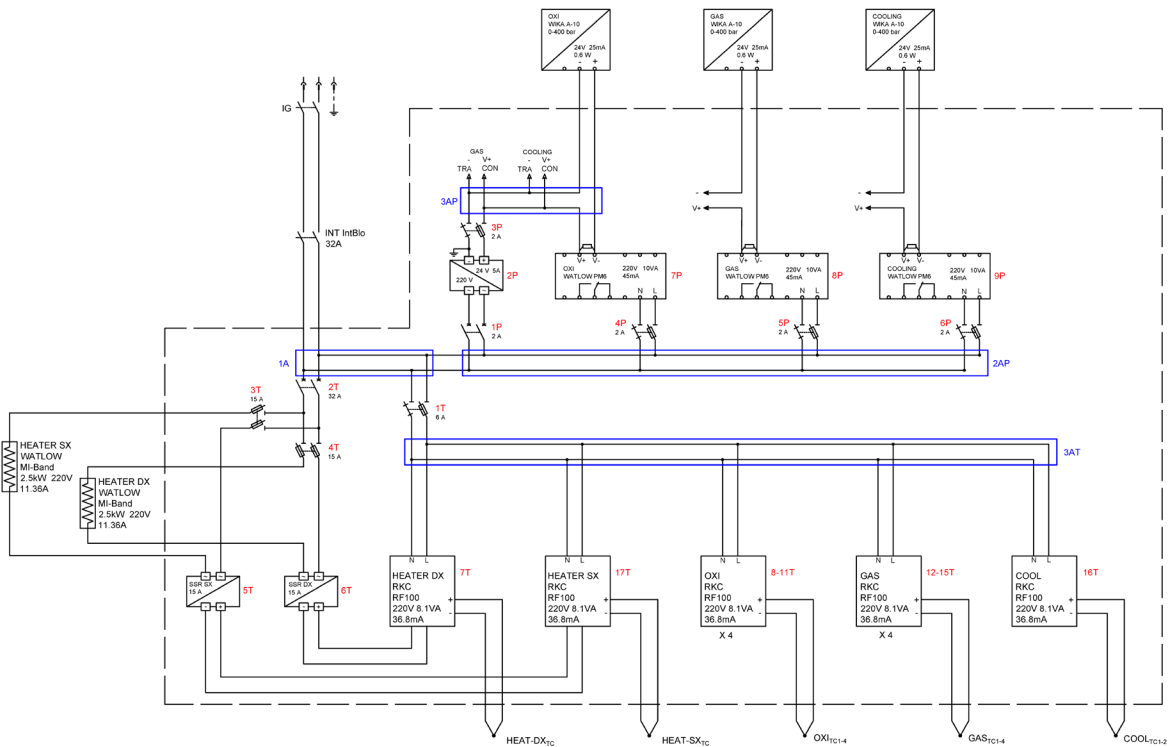 OXI
WIKA A-10
0-400 bar
24V 25mA
0.6 W
- +
GAS
WIKA A-10
0-400 bar
24V 25mA
0.6 W
- +
COOLING
WIKA A-10
0-400 bar
24V 25mA
0.6 W
- +
IG
GAS
- V+
TRA CON
COOLING
- V+
TRA CON
3AP
-
V+
-
V+
INT IntBlo
32A
3P
2 A
- +
24 V 5A
220 V
~ ~
2P
V+ V-
OXI
WATLOW PM6
220V 10VA
45mA
N L
7P
V+ V-
GAS
WATLOW PM6
220V 10VA
45mA
N L
8P
V+ V-
COOLING
WATLOW PM6
220V 10VA
45mA
N L
9P
1P
2 A
4P
2 A
5P
2 A
6P
2 A
1A
2AP
3T
15 A
2T
32 A
1T
6 A
4T
15 A
3AT
HEATER SX
WATLOW
MI-Band
2.5kW 220V
11.36A
HEATER DX
WATLOW
MI-Band
2.5kW 220V
11.36A
~ ~
SSR SX
15 A
- +
5T
~ ~
SSR DX
15 A
- +
6T
N L
HEATER DX
RKC
RF100
220V 8.1VA
36.8mA
+
-
7T
N L
HEATER SX
RKC
RF100
220V 8.1VA
36.8mA
+
-
17T
N L
OXI
RKC
RF100
220V 8.1VA
36.8mA
+
-
8-11T
X 4
N L
GAS
RKC
RF100
220V 8.1VA
36.8mA
+
-
12-15T
X 4
N L
COOL
RKC
RF100
220V 8.1VA
36.8mA
+
-
16T
HEAT-DXTC
HEAT-SXTC
OXITC1-4
GASTC1-4
COOLTC1-2